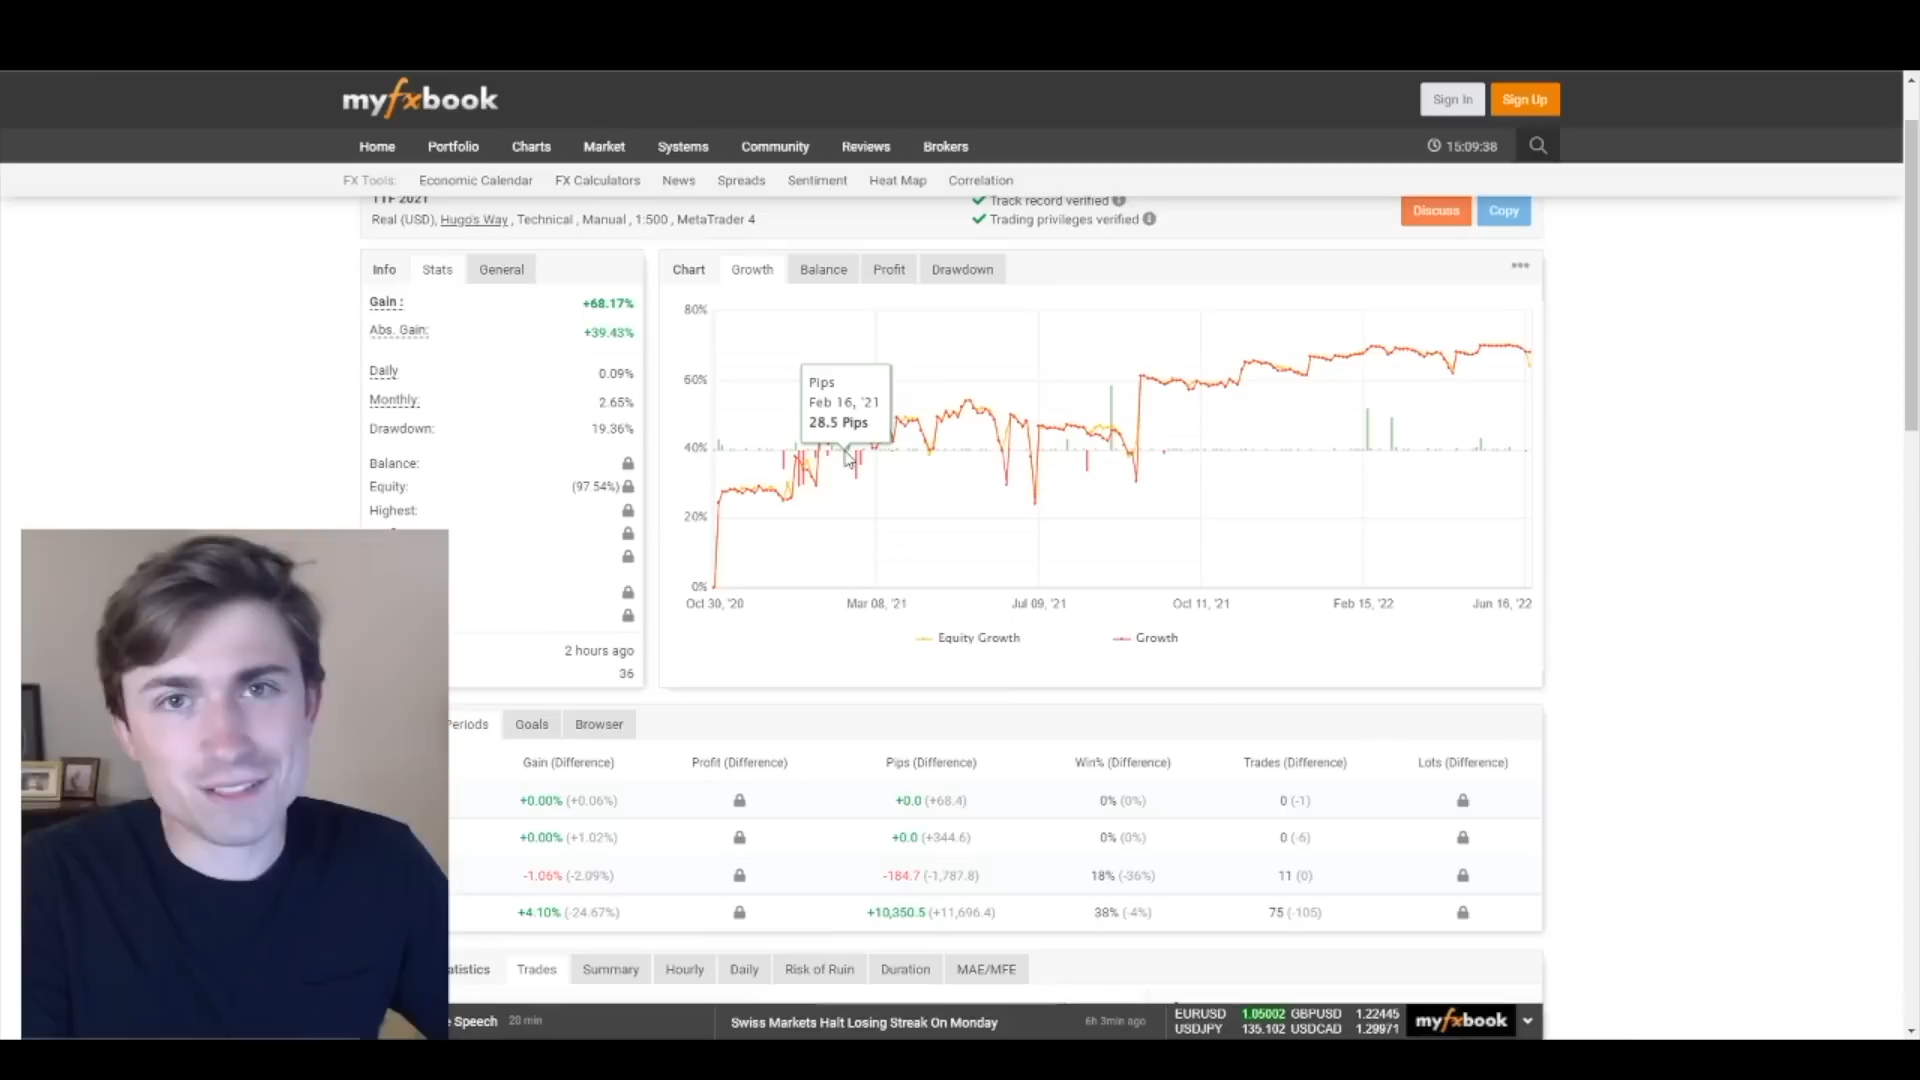 myfxbook
Sign In
Sign Up
Home Portfolio Charts Market Systems Community Reviews Brokers
15:09:38
FX Tools: Economic Calendar FX Calculators News Spreads Sentiment Heat Map Correlation
TTF 2021
Track record verified
Real (USD), Hugo's Way , Technical , Manual , 1:500 , MetaTrader 4
Trading privileges verified
Discuss
Copy
Info Stats General
Gain : +68.17%
Abs. Gain: +39.43%
Daily 0.09%
Monthly: 2.65%
Drawdown: 19.36%
Balance:
Equity: (97.54%)
Highest:
2 hours ago
36
Chart Growth Balance Profit Drawdown
80%
60%
40%
20%
0%
Pips
Feb 16, '21
28.5 Pips
Oct 30, '20 Mar 08, '21 Jul 09, '21 Oct 11, '21 Feb 15, '22 Jun 16, '22
Equity Growth Growth
Periods Goals Browser
Gain (Difference) Profit (Difference) Pips (Difference) Win% (Difference) Trades (Difference) Lots (Difference)
+0.00% (+0.06%) +0.0 (+68.4) 0% (0%) 0 (-1)
+0.00% (+1.02%) +0.0 (+344.6) 0% (0%) 0 (-6)
-1.06% (-2.09%) -184.7 (-1,787.8) 18% (-36%) 11 (0)
+4.10% (-24.67%) +10,350.5 (+11,696.4) 38% (-4%) 75 (-105)
atistics Trades Summary Hourly Daily Risk of Ruin Duration MAE/MFE
e Speech 20 min
Swiss Markets Halt Losing Streak On Monday 6h 3min ago
EURUSD 1.05002 GBPUSD 1.22445
USDJPY 135.102 USDCAD 1.29971
myfxbook